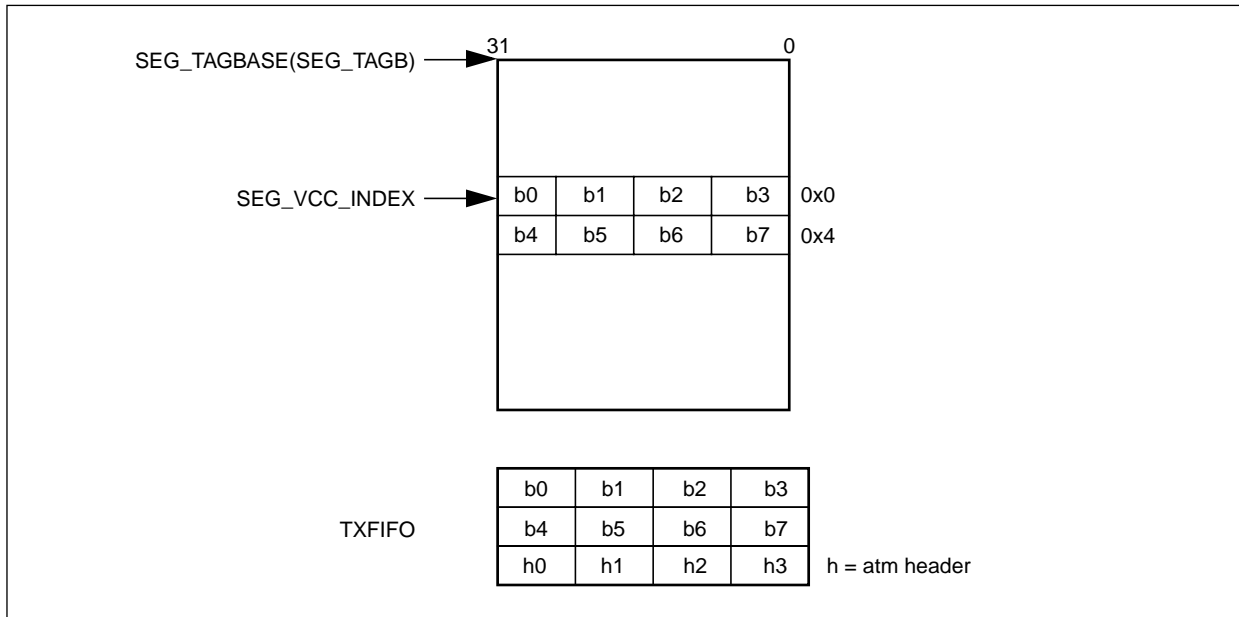 31 0
SEG_TAGBASE(SEG_TAGB)
SEG_VCC_INDEX b0 b1 b2 b3 0x0
b4 b5 b6 b7 0x4
b0 b1 b2 b3
TXFIFO b4 b5 b6 b7
h0 h1 h2 h3 h = atm header